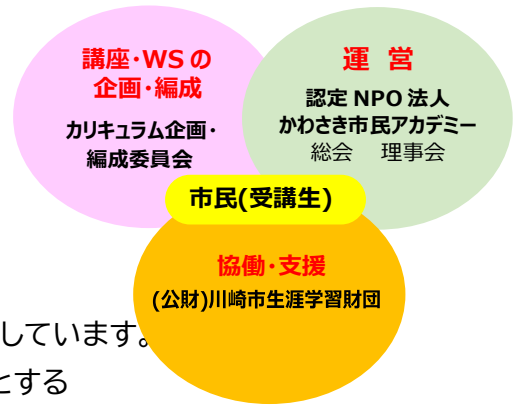 講座･WSの
企画･編成
カリキュラム企画･
編成委員会
運 営
認定 NPO 法人
かわさき市民アカデミー
総会 理事会
市民(受講生)
協働･支援
(公財)川崎市生涯学習財団
しています。
とする